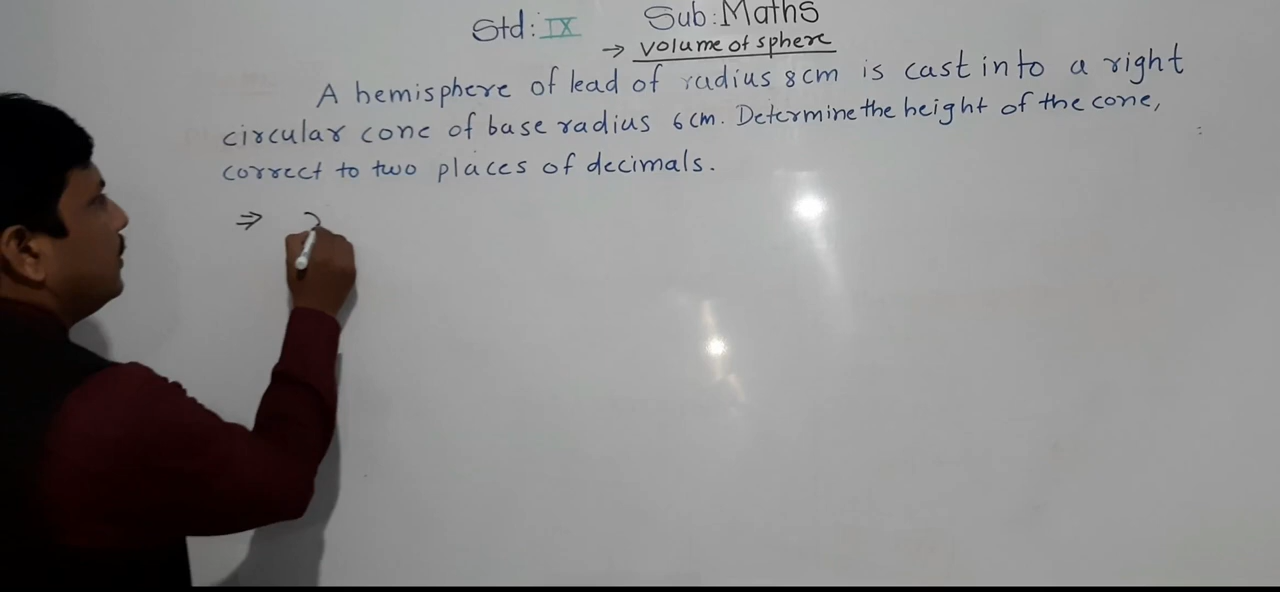 Std: IX Sub: Maths
→ volume of sphere
A hemisphere of lead of radius 8cm is cast into a right
circular cone of base radius 6cm. Determine the height of the cone,
correct to two places of decimals.
⇒